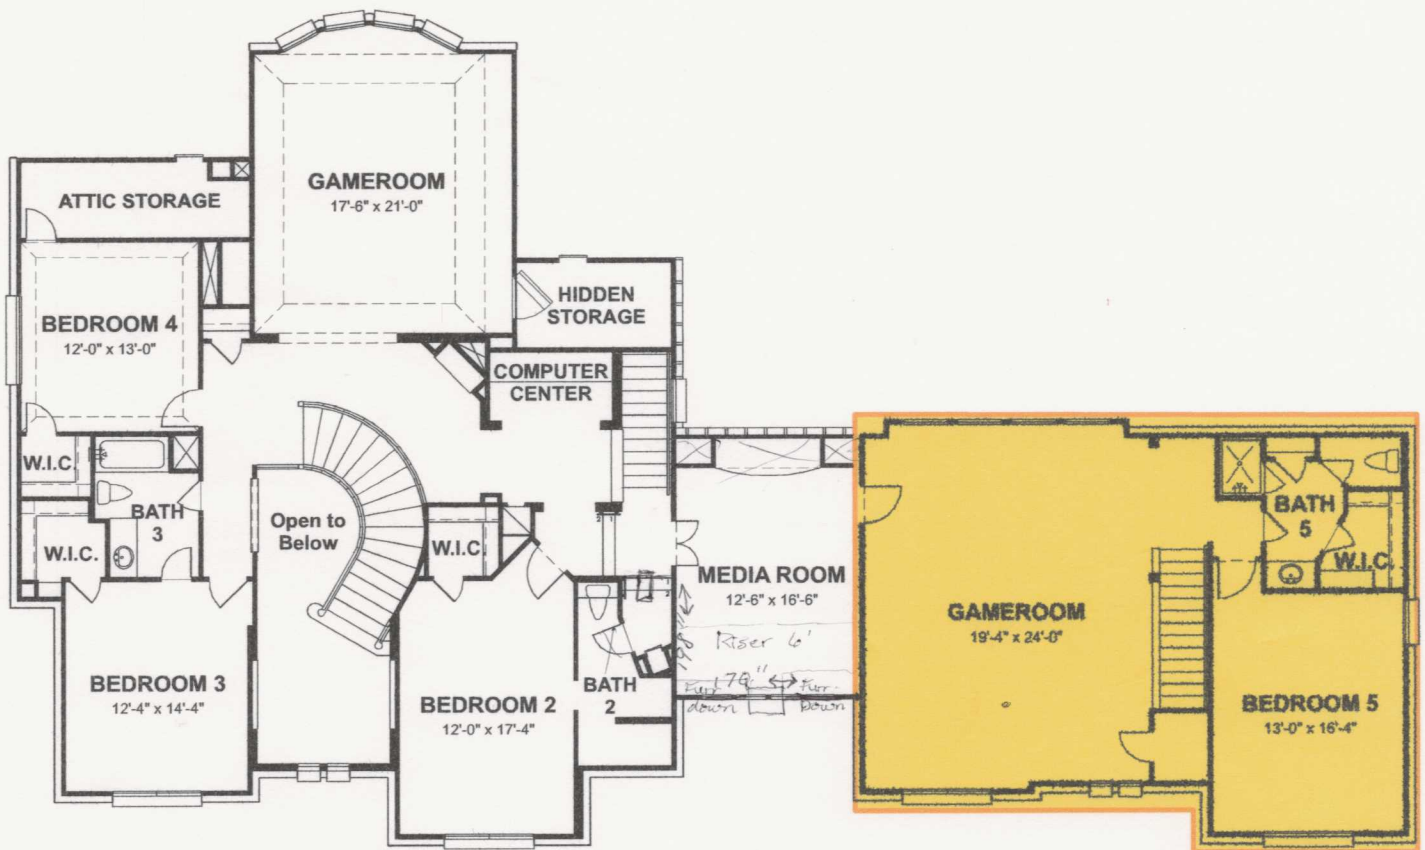 GAMEROOM
17'-6" x 21'-0"
ATTIC STORAGE
HIDDEN
STORAGE
BEDROOM 4
12'-0" x 13'-0"
COMPUTER
CENTER
W.I.C.
BATH
3
W.I.C.
Open to
Below
W.I.C
MEDIA ROOM
12'-6" x 16'-6"
Riser 6'
Furr
down
Furr
Down
BEDROOM 3
12'-4" x 14'-4"
BEDROOM 2
12'-0" x 17'-4"
BATH
2
GAMEROOM
19'-4" x 24'-0"
BATH
5
W.I.C.
BEDROOM 5
13'-0" x 16'-4"